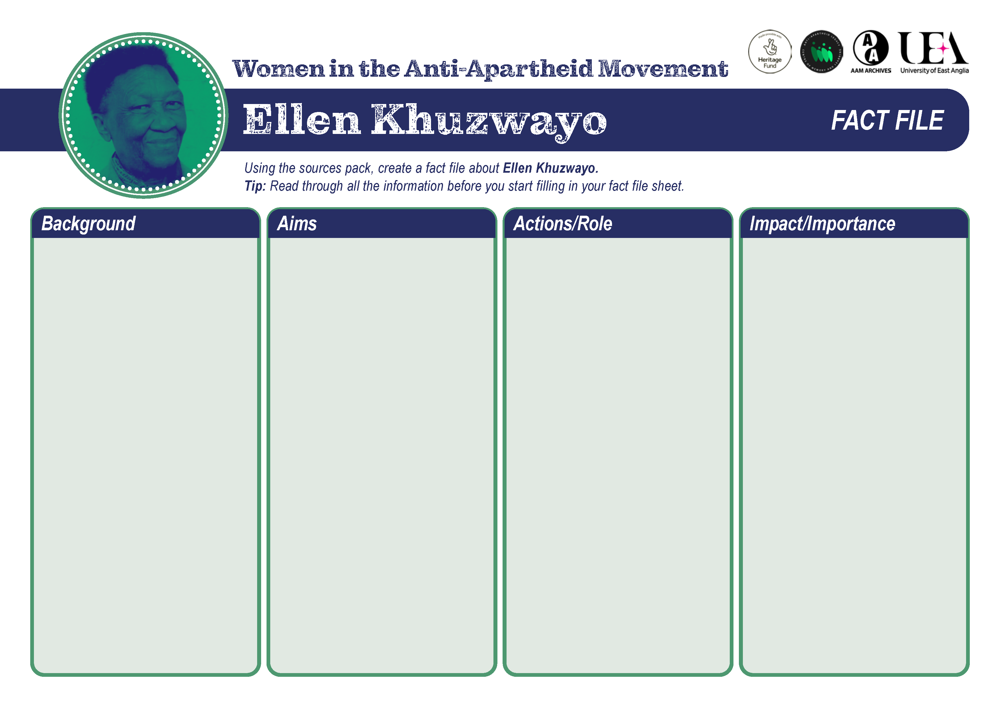 Made possible with
Heritage
Fund
ANTI-APARTHEID LEGACY
CENTRE OF MEMORY AND LEARNING
AA
AAM ARCHIVES
UEA
University of East Anglia
Women in the Anti-Apartheid Movement
Ellen Khuzwayo
FACT FILE
Using the sources pack, create a fact file about Ellen Khuzwayo.
Tip: Read through all the information before you start filling in your fact file sheet.
Background
Aims
Actions/Role
Impact/Importance